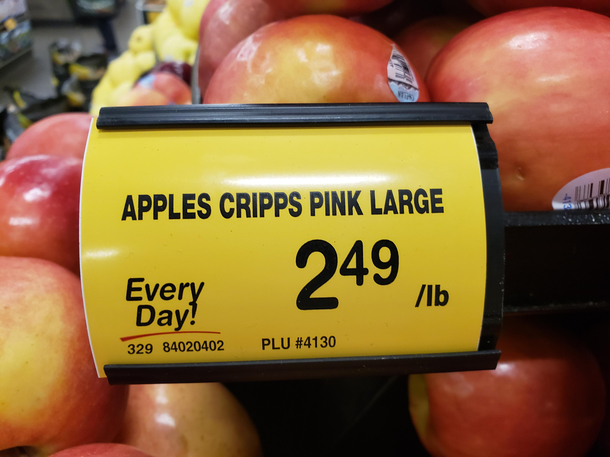 APPLES CRIPPS PINK LARGE
2.49 /lb
Every
Day!
329 84020402 PLU #4130